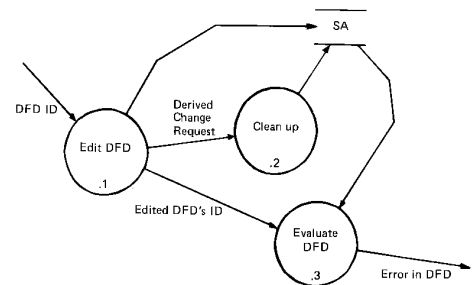 SA
DFD ID
Derived
Change
Request
Clean up
.2
Edit DFD
.1
Edited DFD's ID
Evaluate
DFD
.3
Error in DFD